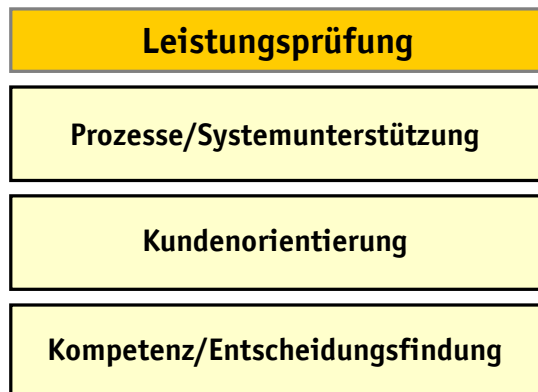 Leistungsprüfung
Prozesse/Systemunterstützung
Kundenorientierung
Kompetenz/Entscheidungsfindung